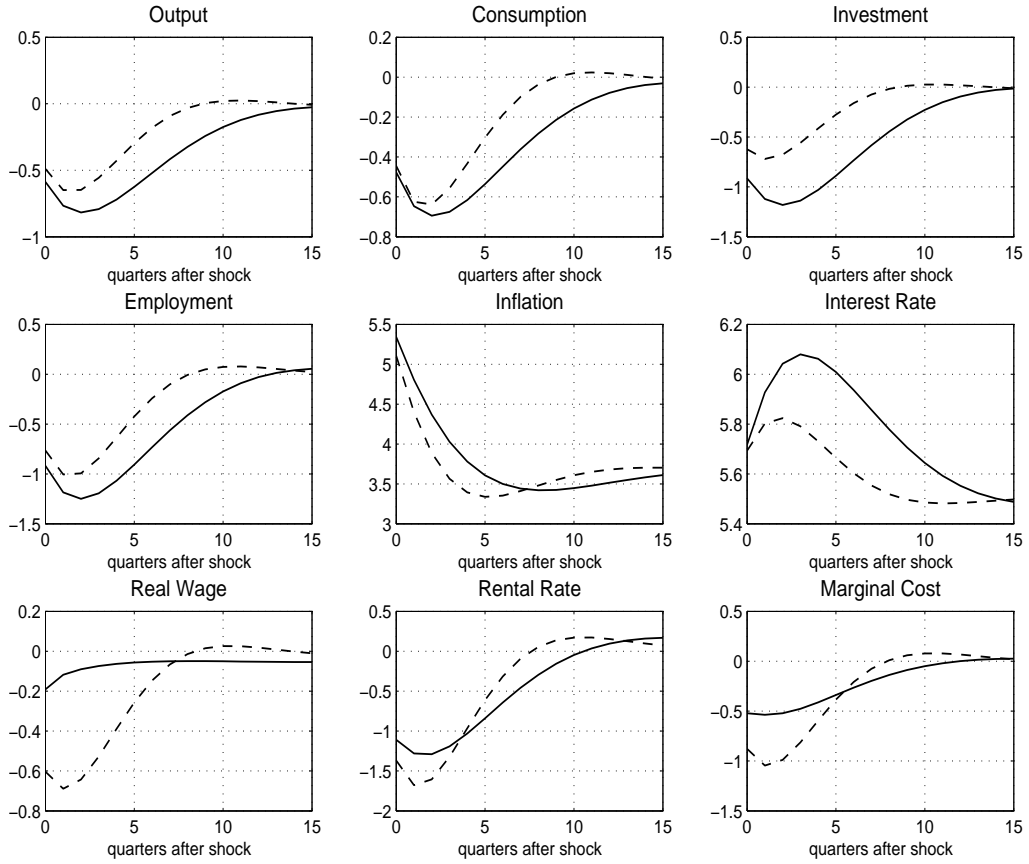 Output
0.5
0
−0.5
−1
0 5 10 15
quarters after shock
Consumption
0.2
0
−0.2
−0.4
−0.6
−0.8
0 5 10 15
quarters after shock
Investment
0.5
0
−0.5
−1
−1.5
0 5 10 15
quarters after shock
Employment
0.5
0
−0.5
−1
−1.5
0 5 10 15
quarters after shock
Inflation
5.5
5
4.5
4
3.5
3
0 5 10 15
quarters after shock
Interest Rate
6.2
6
5.8
5.6
5.4
0 5 10 15
quarters after shock
Real Wage
0.2
0
−0.2
−0.4
−0.6
−0.8
0 5 10 15
quarters after shock
Rental Rate
0.5
0
−0.5
−1
−1.5
−2
0 5 10 15
quarters after shock
Marginal Cost
0.5
0
−0.5
−1
−1.5
0 5 10 15
quarters after shock